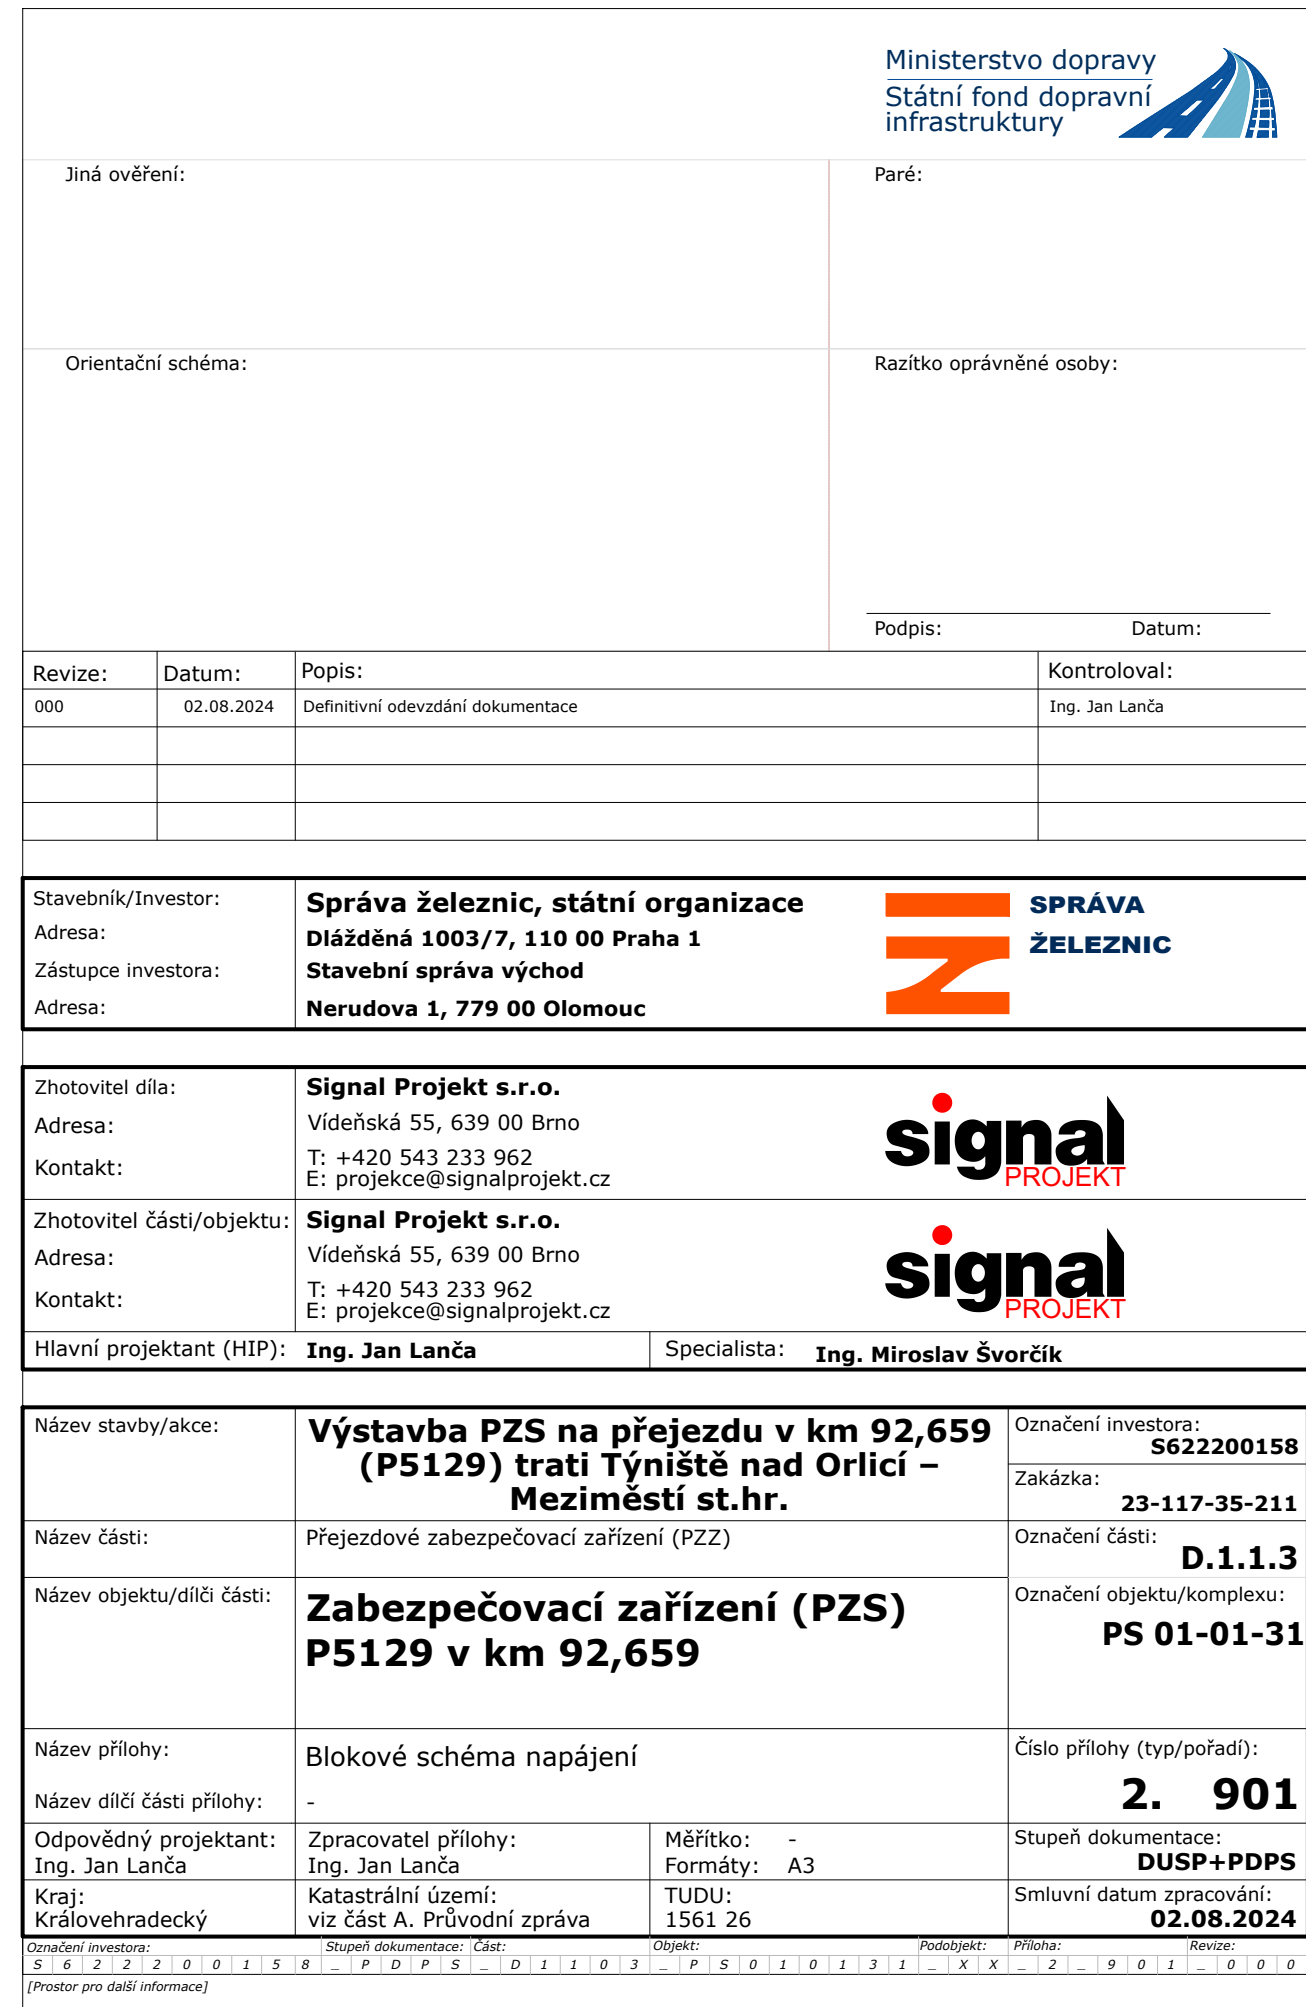 Ministerstvo dopravy
Státní fond dopravní
infrastruktury
Jiná ověření:
Paré:
Orientační schéma:
Razítko oprávněné osoby:
Podpis: Datum:
Revize: Datum: Popis: Kontroloval:
000 02.08.2024 Definitivní odevzdání dokumentace Ing. Jan Lanča
Stavebník/Investor: Správa železnic, státní organizace
Adresa: Dlážděná 1003/7, 110 00 Praha 1
Zástupce investora: Stavební správa východ
Adresa: Nerudova 1, 779 00 Olomouc
SPRÁVA
ŽELEZNIC
Zhotovitel díla: Signal Projekt s.r.o.
Adresa: Vídeňská 55, 639 00 Brno
Kontakt: T: +420 543 233 962
E: projekce@signalprojekt.cz
signal
PROJEKT
Zhotovitel části/objektu: Signal Projekt s.r.o.
Adresa: Vídeňská 55, 639 00 Brno
Kontakt: T: +420 543 233 962
E: projekce@signalprojekt.cz
signal
PROJEKT
Hlavní projektant (HIP): Ing. Jan Lanča Specialista: Ing. Miroslav Švorčík
Název stavby/akce: Výstavba PZS na přejezdu v km 92,659
(P5129) trati Týniště nad Orlicí –
Meziměstí st.hr.
Označení investora:
S622200158
Zakázka:
23-117-35-211
Název části: Přejezdové zabezpečovací zařízení (PZZ)
Označení části:
D.1.1.3
Název objektu/dílči části: Zabezpečovací zařízení (PZS)
P5129 v km 92,659
Označení objektu/komplexu:
PS 01-01-31
Název přílohy: Blokové schéma napájení
Název dílčí části přílohy: -
Číslo přílohy (typ/pořadí):
2. 901
Odpovědný projektant: Zpracovatel přílohy: Měřítko: - Stupeň dokumentace:
Ing. Jan Lanča Ing. Jan Lanča Formáty: A3 DUSP+PDPS
Kraj: Katastrální území: TUDU: Smluvní datum zpracování:
Královehradecký viz část A. Průvodní zpráva 1561 26 02.08.2024
Označení investora: Stupeň dokumentace: Část: Objekt: Podobjekt: Příloha: Revize:
S 6 2 2 2 0 0 1 5 8 _ P D P S _ D 1 1 0 3 _ P S 0 1 0 1 3 1 _ X X _ 2 _ 9 0 1 _ 0 0 0
[Prostor pro další informace]